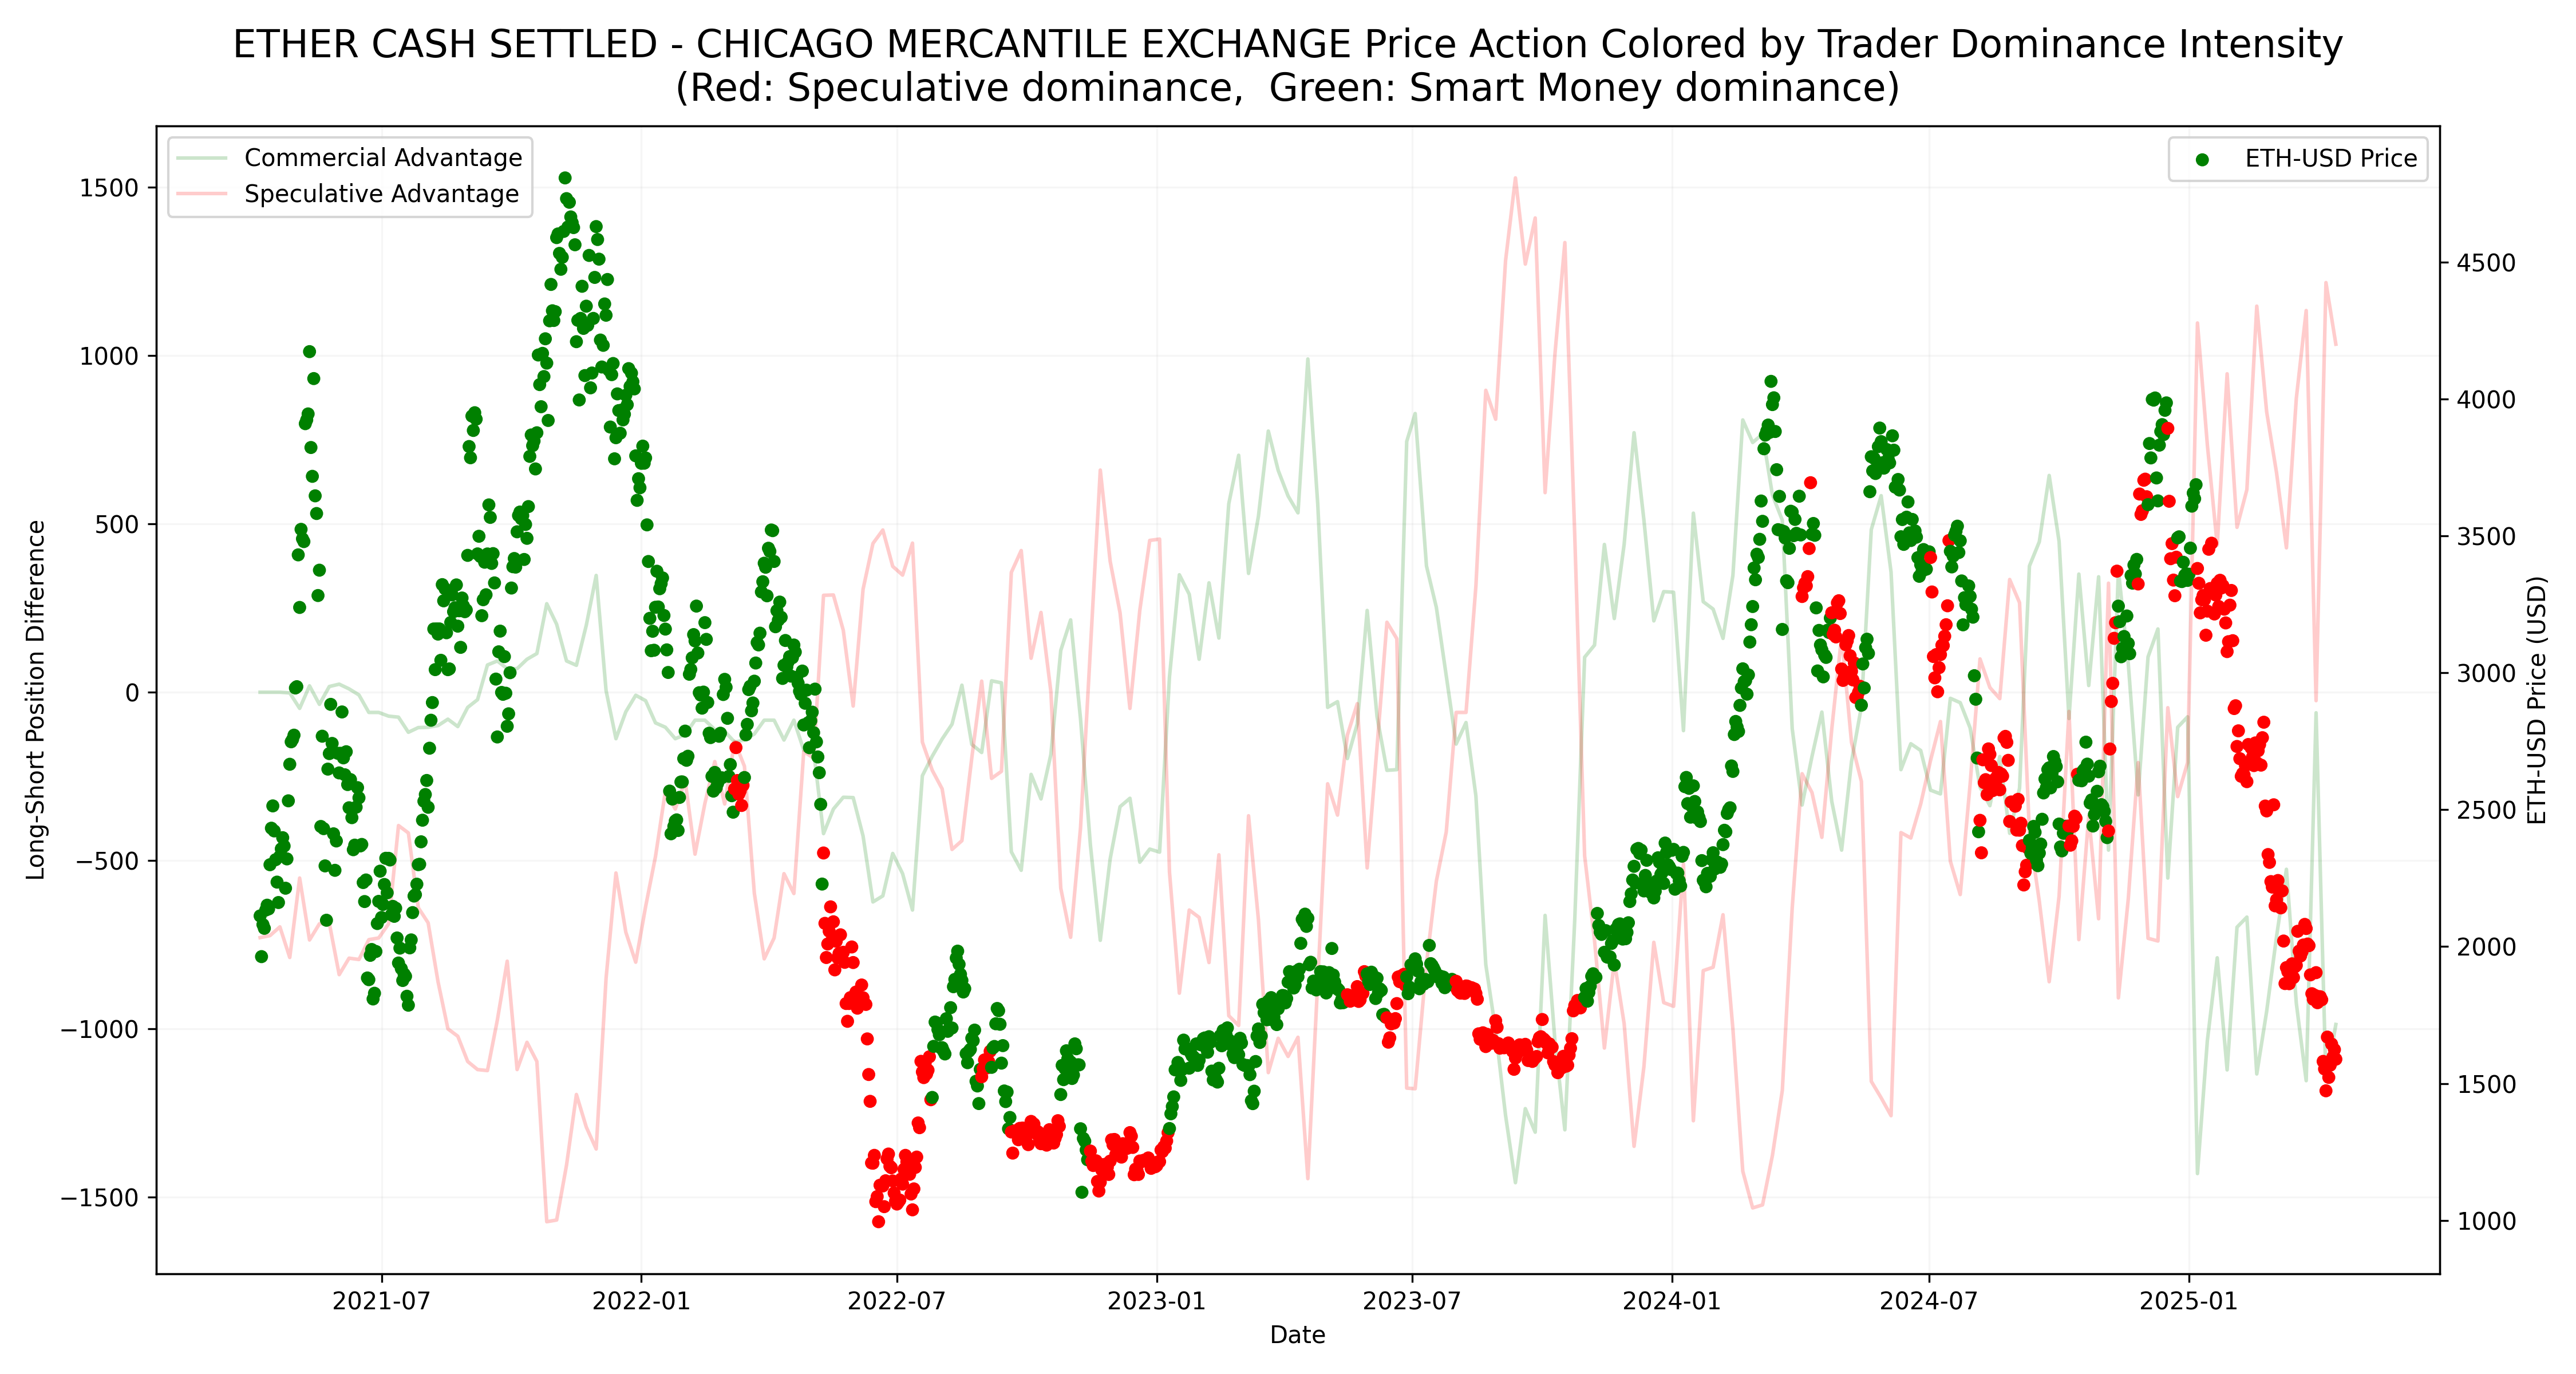 ETHER CASH SETTLED - CHICAGO MERCANTILE EXCHANGE Price Action Colored by Trader Dominance Intensity
(Red: Speculative dominance,  Green: Smart Money dominance)
Commercial Advantage
Speculative Advantage
ETH-USD Price
1500
1000
500
0
−500
−1000
−1500
Long-Short Position Difference
4500
4000
3500
3000
2500
2000
1500
1000
ETH-USD Price (USD)
2021-07
2022-01
2022-07
2023-01
2023-07
2024-01
2024-07
2025-01
Date